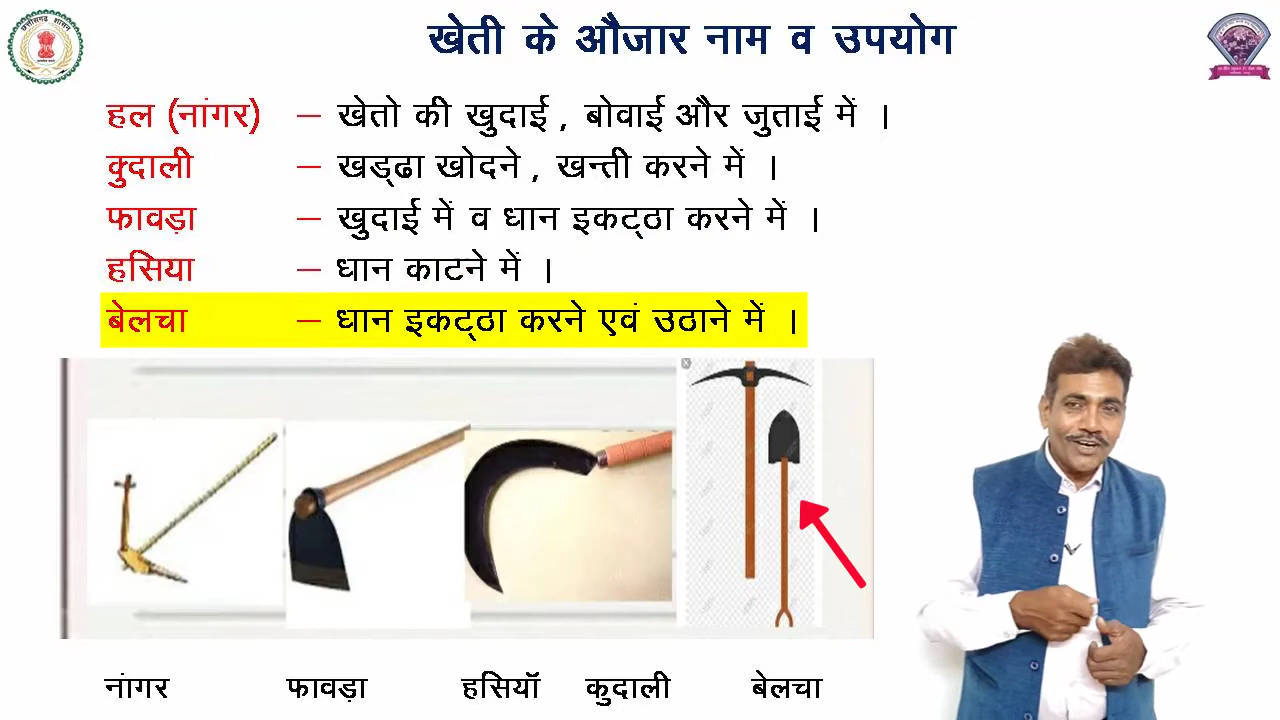 खेती के औजार नाम व उपयोग
हल (नांगर) – खेतो की खुदाई , बोवाई और जुताई में ।
कुदाली – खड्ढा खोदने , खन्ती करने में ।
फावड़ा – खुदाई में व धान इकट्ठा करने में ।
हसिया – धान काटने में ।
बेलचा – धान इकट्ठा करने एवं उठाने में ।
नांगर फावड़ा हसियॉ कुदाली बेलचा